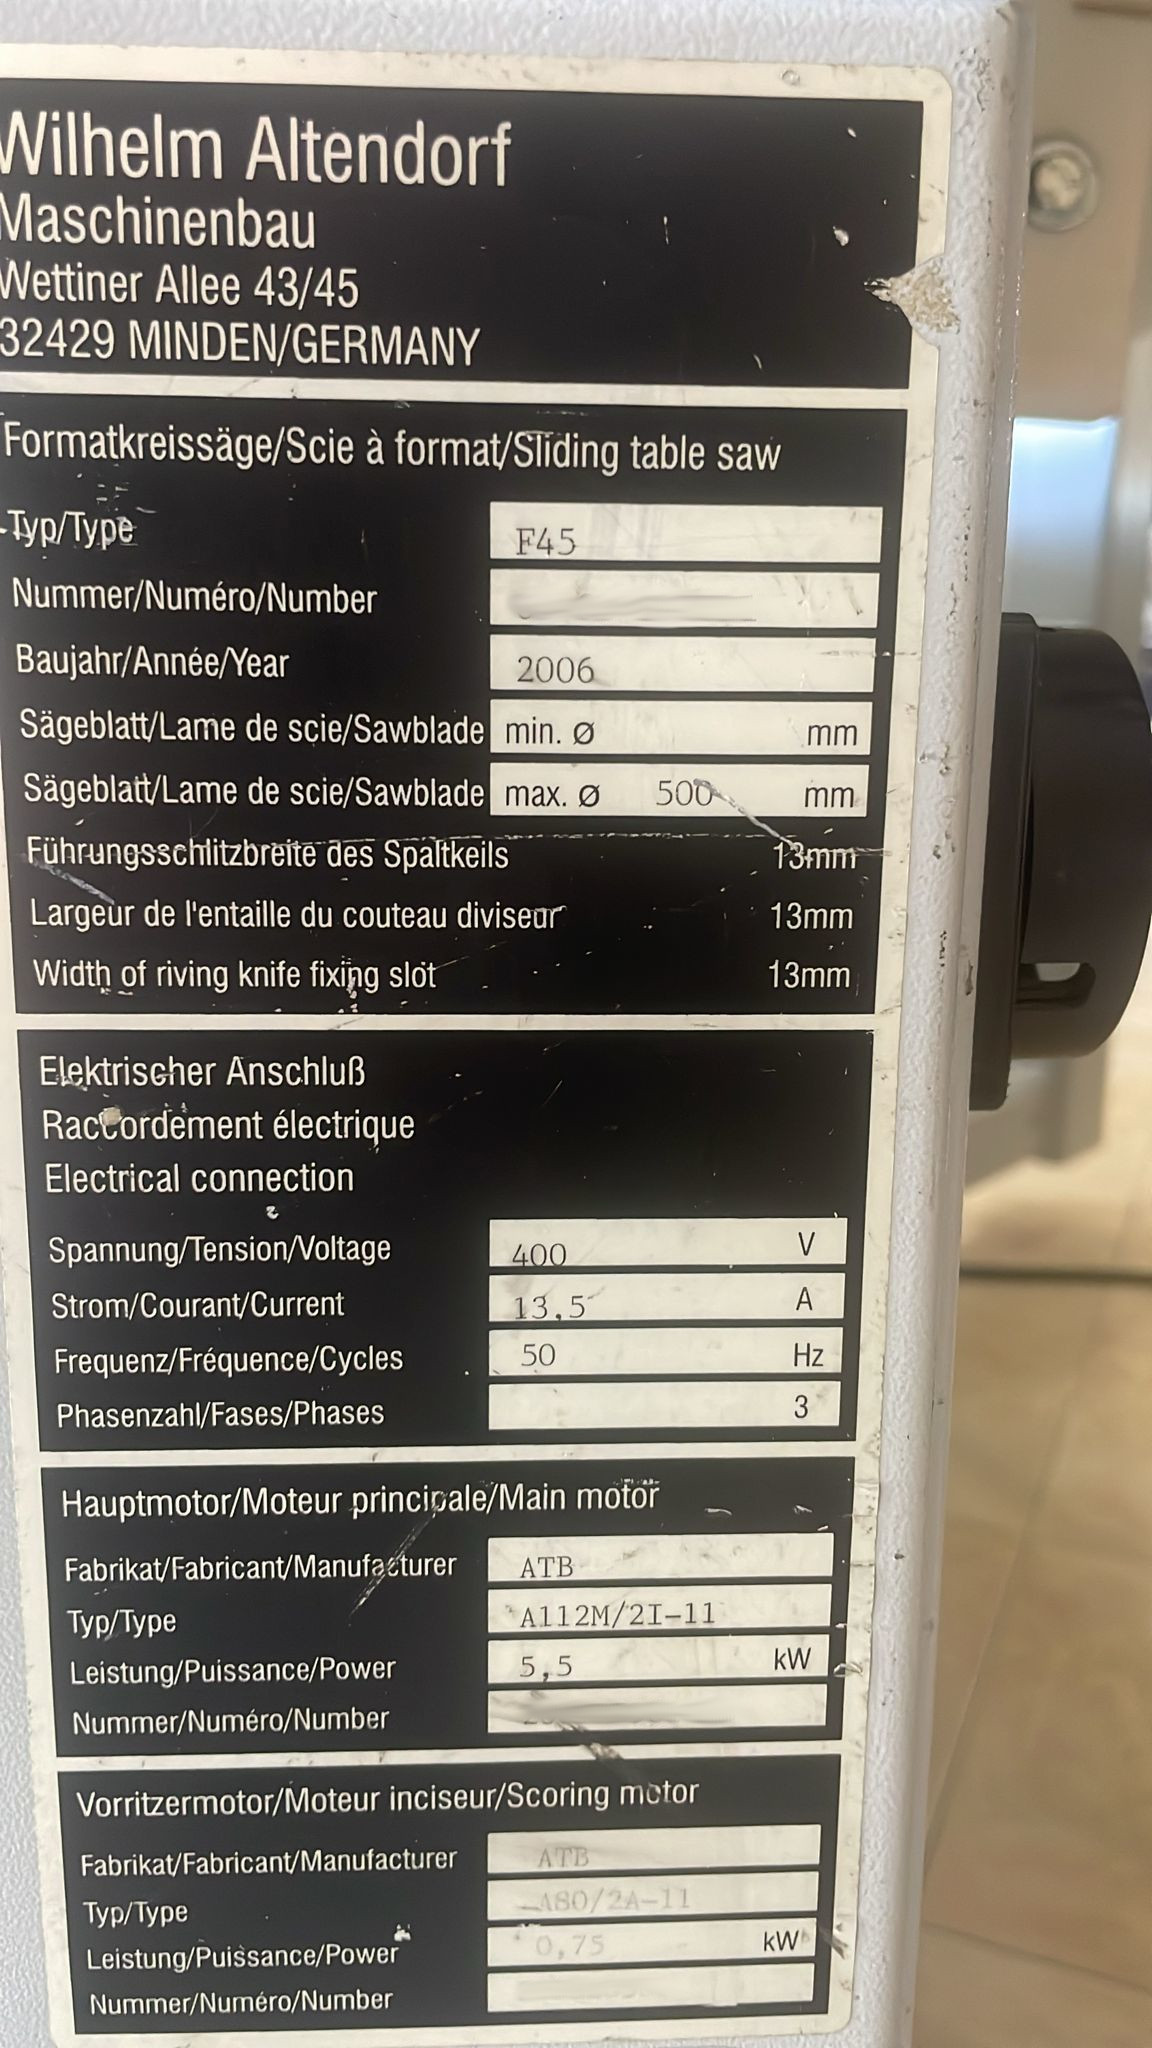 Wilhelm Altendorf
Maschinenbau
Wettiner Allee 43/45
32429 MINDEN/GERMANY
Formatkreissäge/Scie à format/Sliding table saw
Typ/Type F45
Nummer/Numéro/Number
Baujahr/Année/Year 2006
Sägeblatt/Lame de scie/Sawblade min. Ø mm
Sägeblatt/Lame de scie/Sawblade max. Ø 500 mm
Führungsschlitzbreite des Spaltkeils 13mm
Largeur de l'entaille du couteau diviseur 13mm
Width of riving knife fixing slot 13mm
Elektrischer Anschluß
Raccordement électrique
Electrical connection
Spannung/Tension/Voltage 400 V
Strom/Courant/Current 13,5 A
Frequenz/Fréquence/Cycles 50 Hz
Phasenzahl/Fases/Phases 3
Hauptmotor/Moteur principale/Main motor
Fabrikat/Fabricant/Manufacturer ATB
Typ/Type A112M/2I-11
Leistung/Puissance/Power 5,5 kW
Nummer/Numéro/Number
Vorritzermotor/Moteur inciseur/Scoring motor
Fabrikat/Fabricant/Manufacturer ATB
Typ/Type A80/2A-11
Leistung/Puissance/Power 0,75 kW
Nummer/Numéro/Number